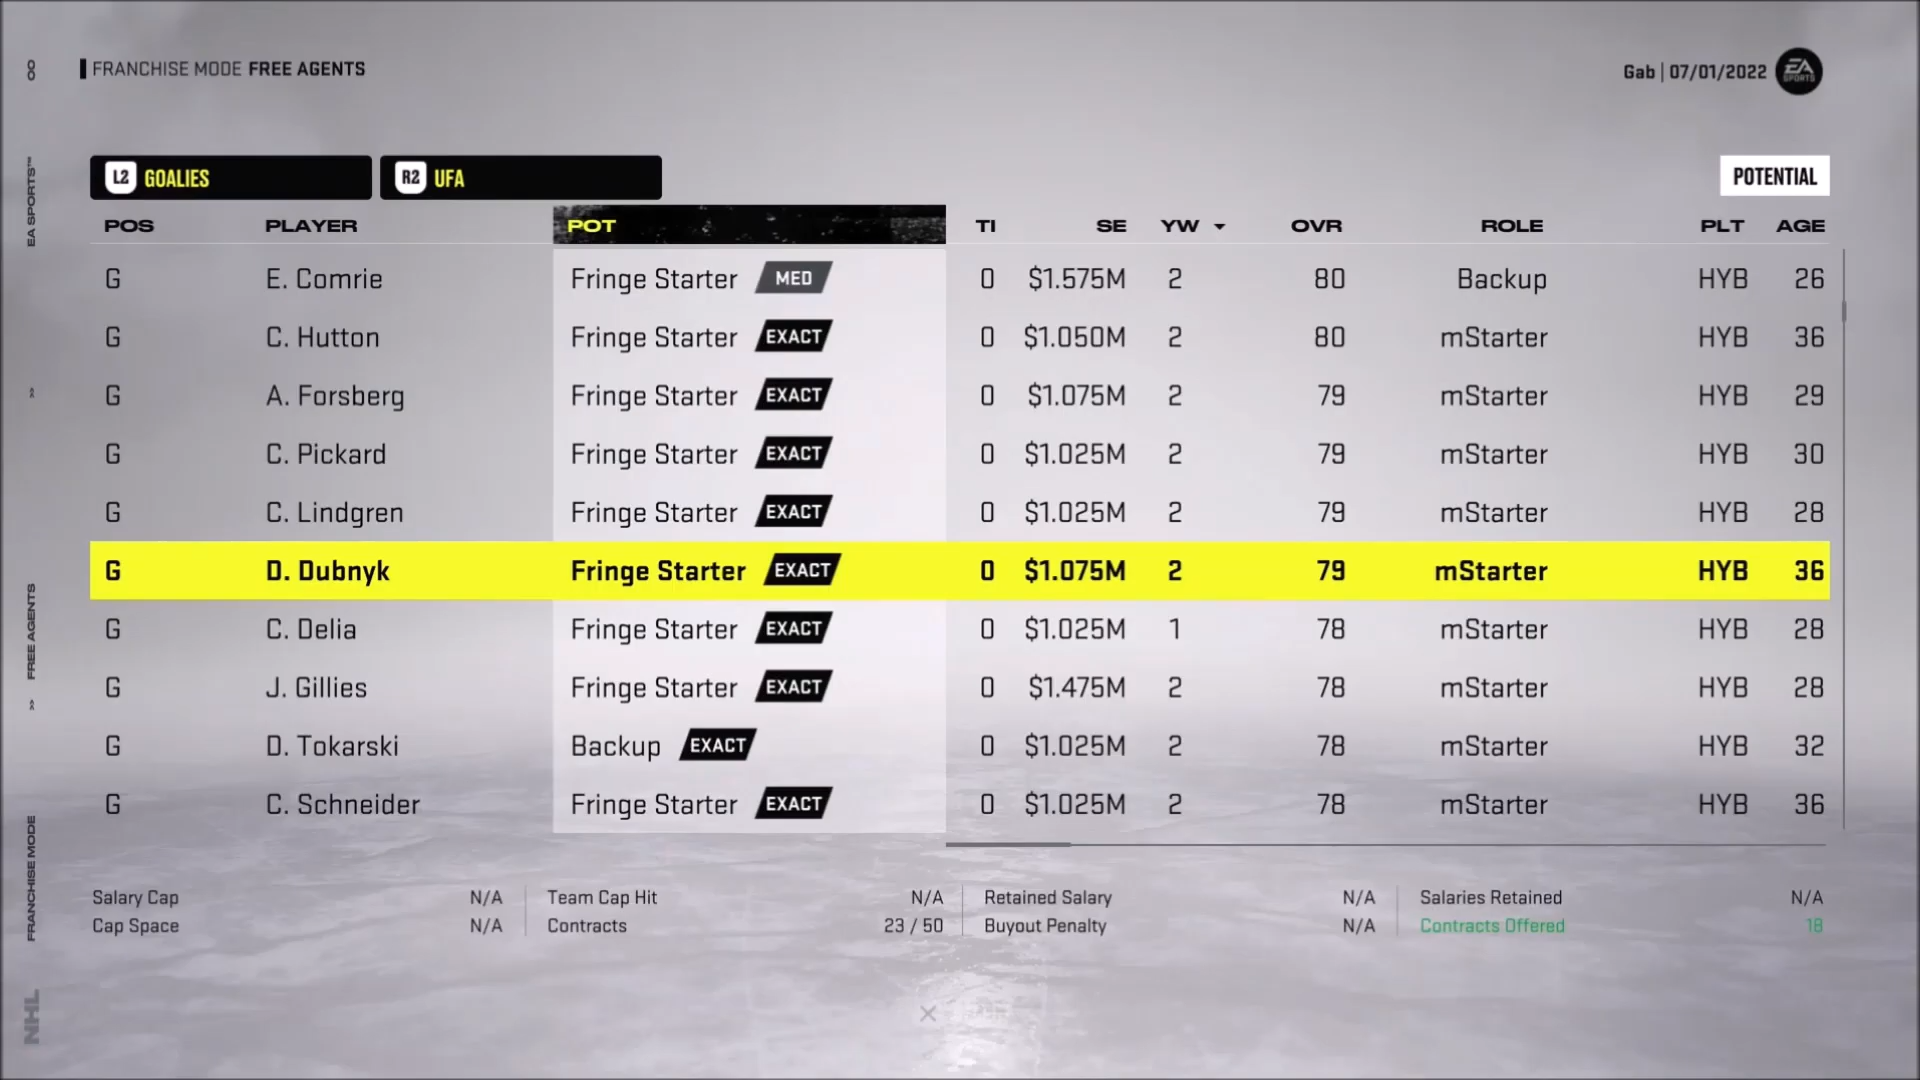 FRANCHISE MODE FREE AGENTS
Gab | 07/01/2022
EA SPORTS
L2 GOALIES
R2 UFA
POTENTIAL
POS PLAYER POT TI SE YW OVR ROLE PLT AGE
G E. Comrie Fringe Starter MED 0 $1.575M 2 80 Backup HYB 26
G C. Hutton Fringe Starter EXACT 0 $1.050M 2 80 mStarter HYB 36
G A. Forsberg Fringe Starter EXACT 0 $1.075M 2 79 mStarter HYB 29
G C. Pickard Fringe Starter EXACT 0 $1.025M 2 79 mStarter HYB 30
G C. Lindgren Fringe Starter EXACT 0 $1.025M 2 79 mStarter HYB 28
G D. Dubnyk Fringe Starter EXACT 0 $1.075M 2 79 mStarter HYB 36
G C. Delia Fringe Starter EXACT 0 $1.025M 1 78 mStarter HYB 28
G J. Gillies Fringe Starter EXACT 0 $1.475M 2 78 mStarter HYB 28
G D. Tokarski Backup EXACT 0 $1.025M 2 78 mStarter HYB 32
G C. Schneider Fringe Starter EXACT 0 $1.025M 2 78 mStarter HYB 36
Salary Cap N/A Team Cap Hit N/A Retained Salary N/A Salaries Retained N/A
Cap Space N/A Contracts 23 / 50 Buyout Penalty N/A Contracts Offered 18
NHL FRANCHISE MODE >> FREE AGENTS >> EA SPORTS™